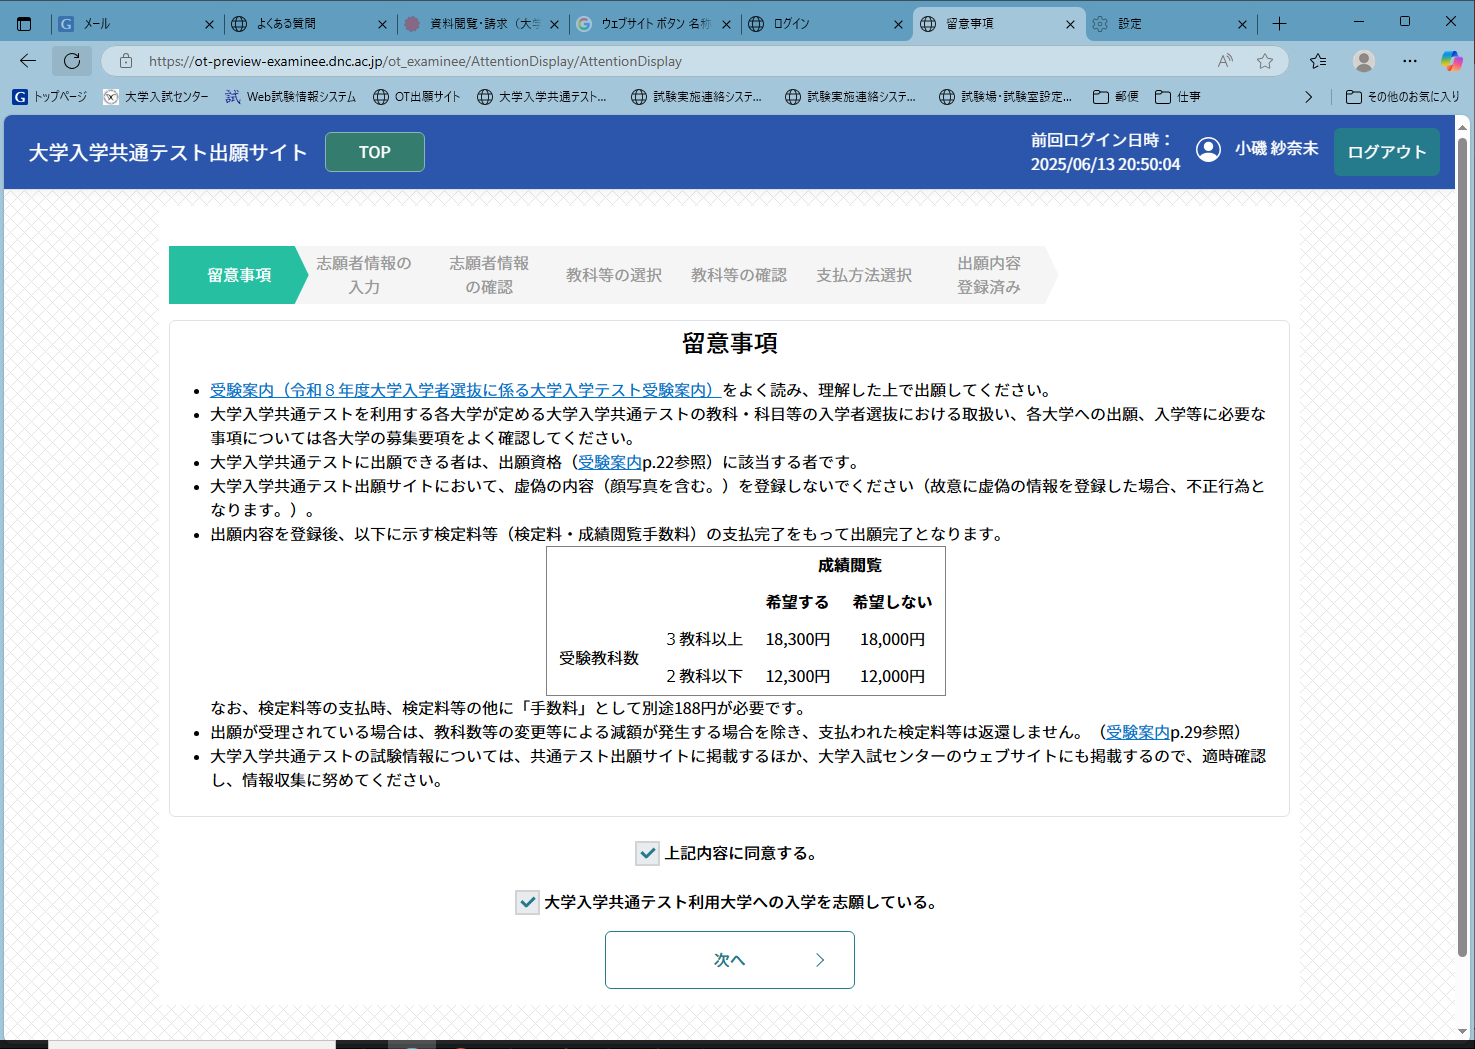 メール
よくある質問
資料閲覧・請求（大学
ウェブサイト ボタン 名称
ログイン
留意事項
設定
https://ot-preview-examinee.dnc.ac.jp/ot_examinee/AttentionDisplay/AttentionDisplay
トップページ
大学入試センター
Web試験情報システム
OT出願サイト
大学入学共通テスト...
試験実施連絡システ...
試験実施連絡システ...
試験場・試験室設定...
郵便
仕事
その他のお気に入り
大学入学共通テスト出願サイト
TOP
前回ログイン日時：
2025/06/13 20:50:04
小磯 紗奈未
ログアウト
留意事項
志願者情報の
入力
志願者情報
の確認
教科等の選択
教科等の確認
支払方法選択
出願内容
登録済み
留意事項
・受験案内（令和８年度大学入学者選抜に係る大学入学テスト受験案内）をよく読み、理解した上で出願してください。
・大学入学共通テストを利用する各大学が定める大学入学共通テストの教科・科目等の入学者選抜における取扱い、各大学への出願、入学等に必要な
事項については各大学の募集要項をよく確認してください。
・大学入学共通テストに出願できる者は、出願資格（受験案内p.22参照）に該当する者です。
・大学入学共通テスト出願サイトにおいて、虚偽の内容（顔写真を含む。）を登録しないでください（故意に虚偽の情報を登録した場合、不正行為と
なります。）。
・出願内容を登録後、以下に示す検定料等（検定料・成績閲覧手数料）の支払完了をもって出願完了となります。
成績閲覧
希望する 希望しない
受験教科数
３教科以上 18,300円 18,000円
２教科以下 12,300円 12,000円
なお、検定料等の支払時、検定料等の他に「手数料」として別途188円が必要です。
・出願が受理されている場合は、教科数等の変更等による減額が発生する場合を除き、支払われた検定料等は返還しません。（受験案内p.29参照）
・大学入学共通テストの試験情報については、共通テスト出願サイトに掲載するほか、大学入試センターのウェブサイトにも掲載するので、適時確認
し、情報収集に努めてください。
上記内容に同意する。
大学入学共通テスト利用大学への入学を志願している。
次へ